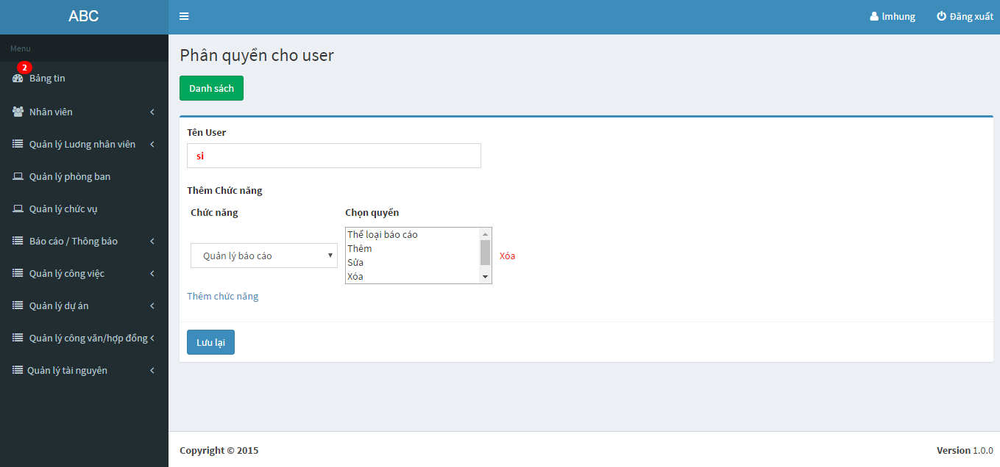 ABC
lmhung
Đăng xuất
Menu
2
Bảng tin
Nhân viên
Quản lý Lương nhân viên
Quản lý phòng ban
Quản lý chức vụ
Báo cáo / Thông báo
Quản lý công việc
Quản lý dự án
Quản lý công văn/hợp đồng
Quản lý tài nguyên
Phân quyền cho user
Danh sách
Tên User
si
Thêm Chức năng
Chức năng
Chọn quyền
Quản lý báo cáo
Thể loại báo cáo
Thêm
Sửa
Xóa
Xóa
Thêm chức năng
Lưu lại
Copyright © 2015
Version 1.0.0